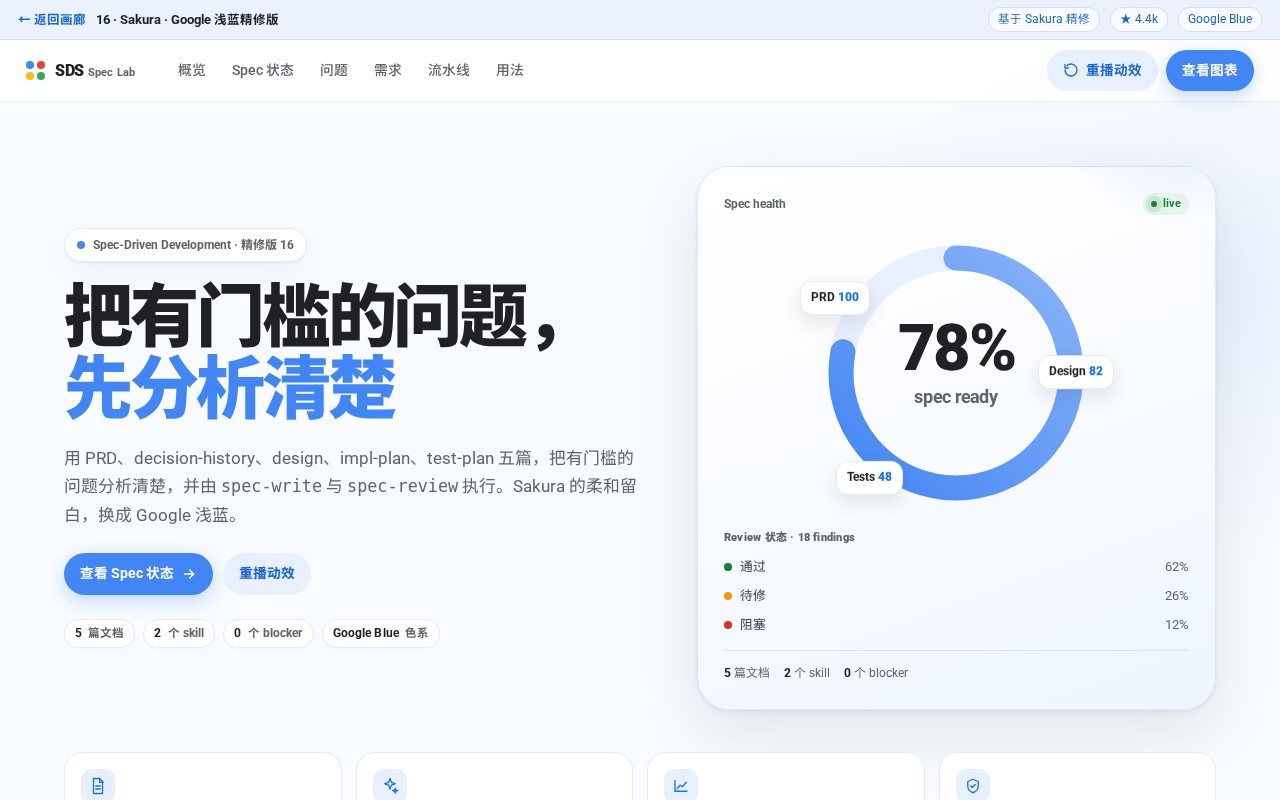 ← 返回画廊 16 · Sakura · Google 浅蓝精修版 基于 Sakura 精修 ★ 4.4k Google Blue
SDS Spec Lab 概览 Spec 状态 问题 需求 流水线 用法 重播动效 查看图表
Spec-Driven Development · 精修版 16
把有门槛的问题，
先分析清楚
用 PRD、decision-history、design、impl-plan、test-plan 五篇，把有门槛的
问题分析清楚，并由 spec-write 与 spec-review 执行。Sakura 的柔和留
白，换成 Google 浅蓝。
查看 Spec 状态 → 重播动效
5 篇文档 2 个 skill 0 个 blocker Google Blue 色系
Spec health live
PRD 100
78%
spec ready
Design 82
Tests 48
Review 状态 · 18 findings
通过 62%
待修 26%
阻塞 12%
5 篇文档 2 个 skill 0 个 blocker